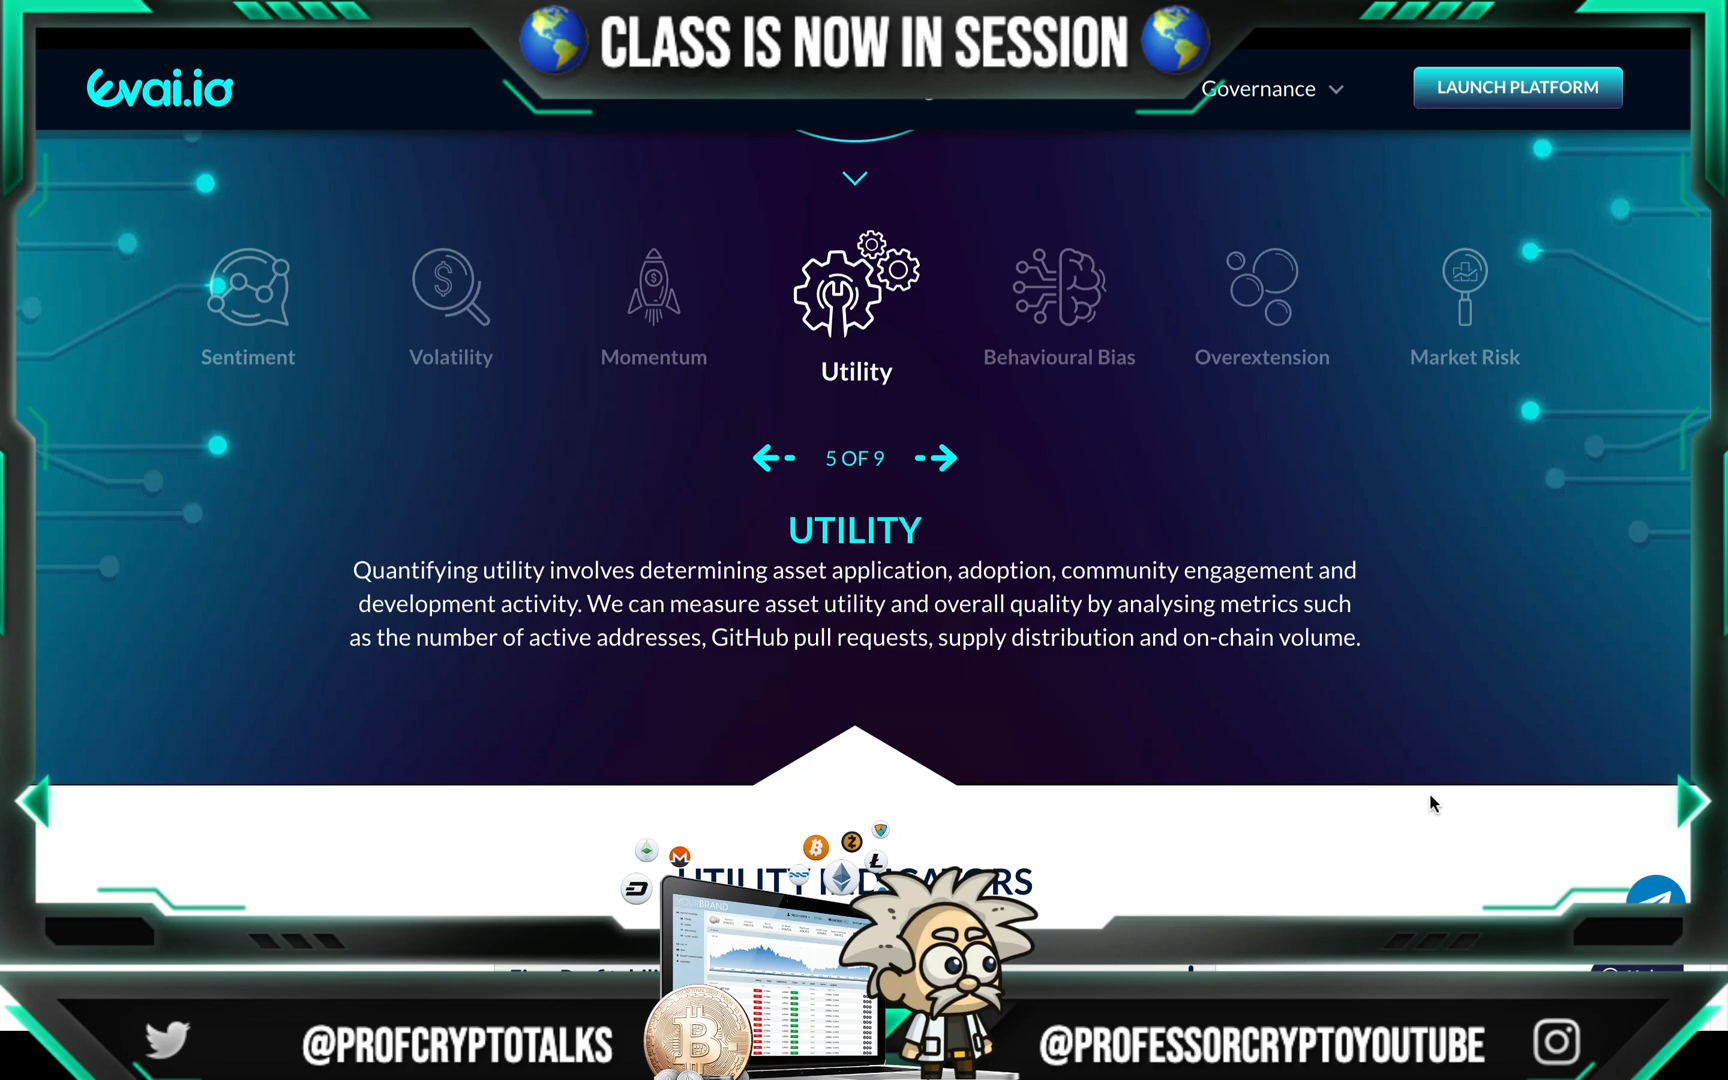 CLASS IS NOW IN SESSION
evai.io
Governance
LAUNCH PLATFORM
Sentiment
Volatility
Momentum
Utility
Behavioural Bias
Overextension
Market Risk
5 OF 9
UTILITY
Quantifying utility involves determining asset application, adoption, community engagement and
development activity. We can measure asset utility and overall quality by analysing metrics such
as the number of active addresses, GitHub pull requests, supply distribution and on-chain volume.
UTILITY INDICATORS
YOURBRAND
@PROFCRYPTOTALKS
@PROFESSORCRYPTOYOUTUBE